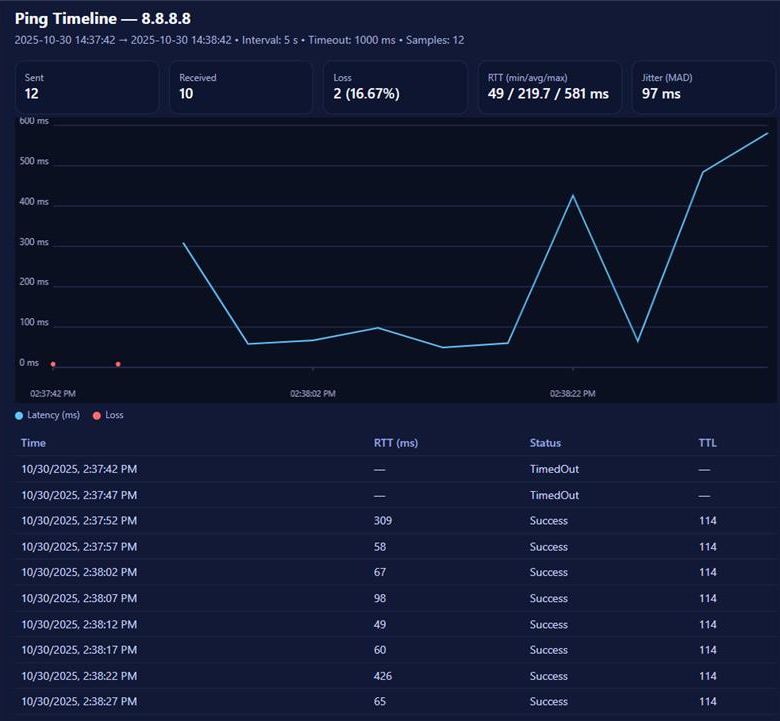 Ping Timeline — 8.8.8.8
2025-10-30 14:37:42 → 2025-10-30 14:38:42 • Interval: 5 s • Timeout: 1000 ms • Samples: 12
Sent Received Loss RTT (min/avg/max) Jitter (MAD)
12 10 2 (16.67%) 49 / 219.7 / 581 ms 97 ms
600 ms
500 ms
400 ms
300 ms
200 ms
100 ms
0 ms
02:37:42 PM 02:38:02 PM 02:38:22 PM
Latency (ms) Loss
Time RTT (ms) Status TTL
10/30/2025, 2:37:42 PM — TimedOut —
10/30/2025, 2:37:47 PM — TimedOut —
10/30/2025, 2:37:52 PM 309 Success 114
10/30/2025, 2:37:57 PM 58 Success 114
10/30/2025, 2:38:02 PM 67 Success 114
10/30/2025, 2:38:07 PM 98 Success 114
10/30/2025, 2:38:12 PM 49 Success 114
10/30/2025, 2:38:17 PM 60 Success 114
10/30/2025, 2:38:22 PM 426 Success 114
10/30/2025, 2:38:27 PM 65 Success 114